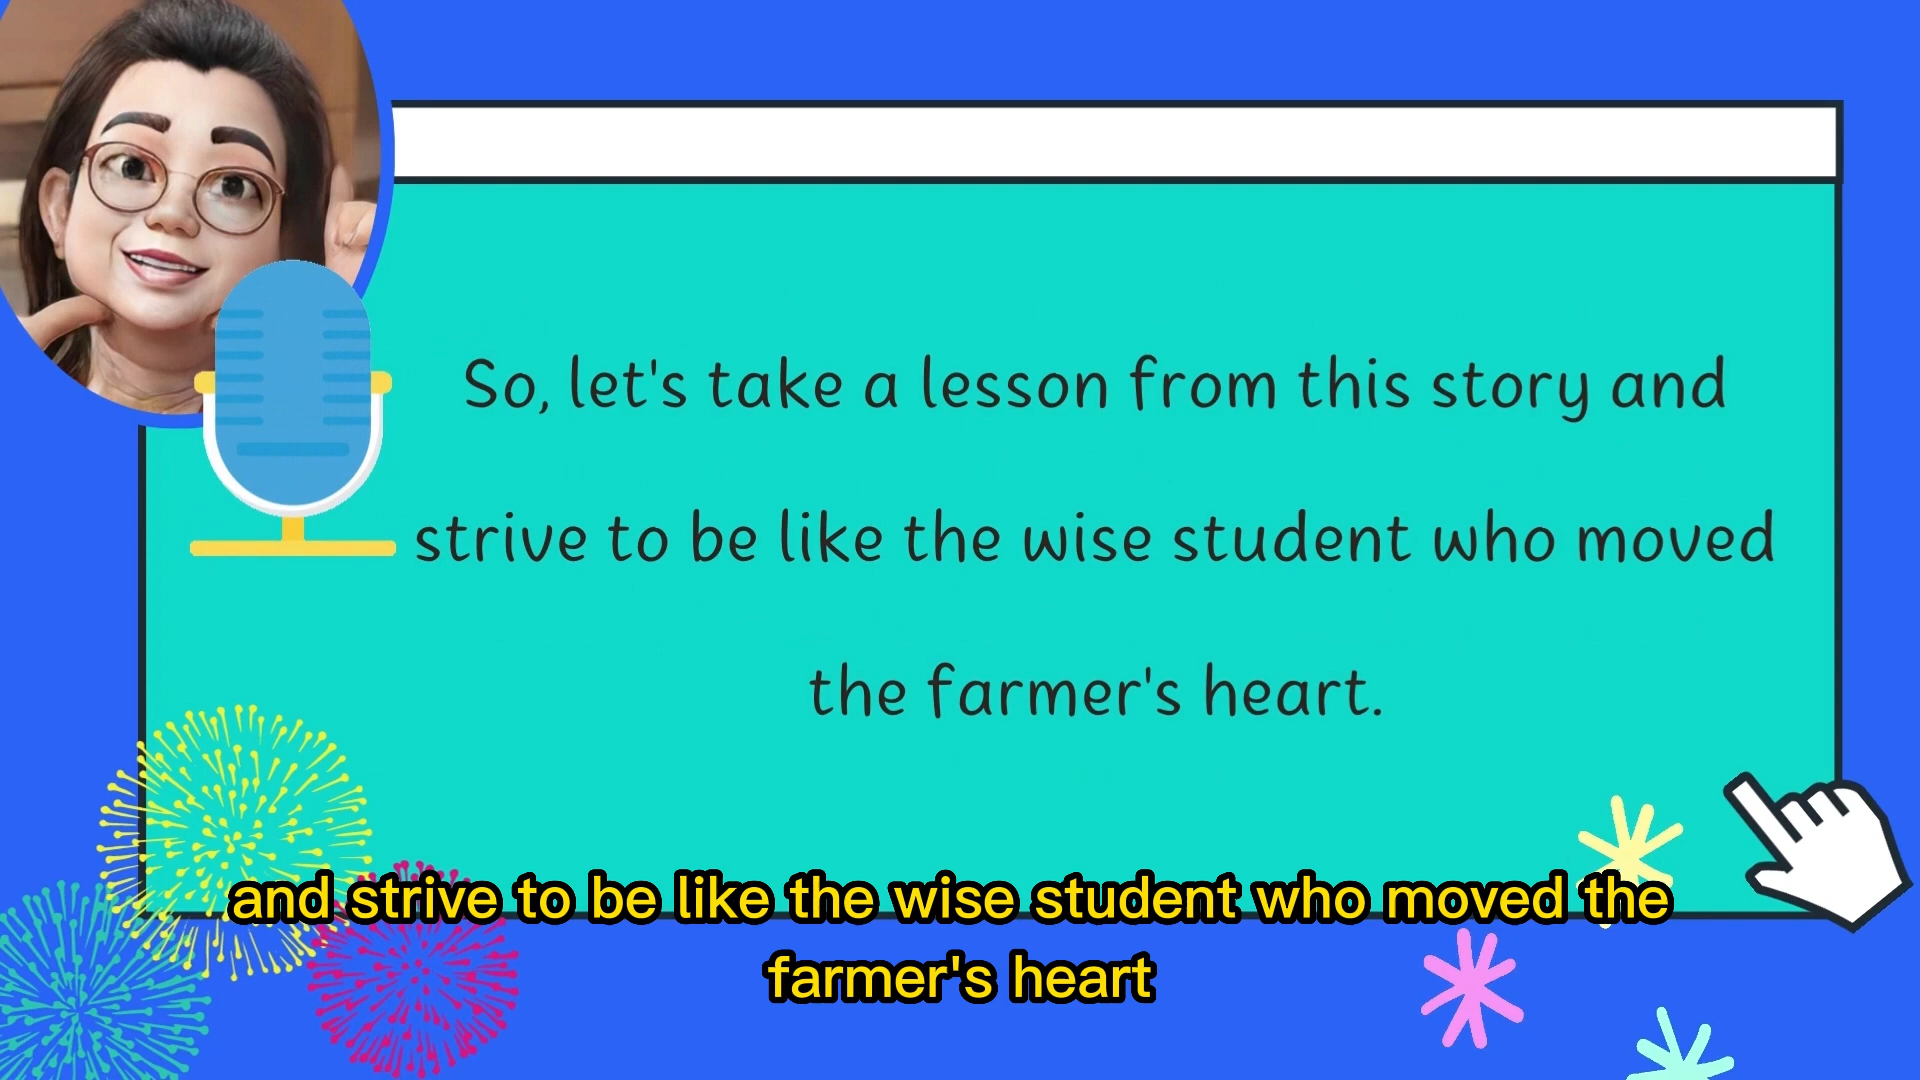 So, let's take a lesson from this story and
strive to be like the wise student who moved
the farmer's heart.
and strive to be like the wise student who moved the
farmer's heart